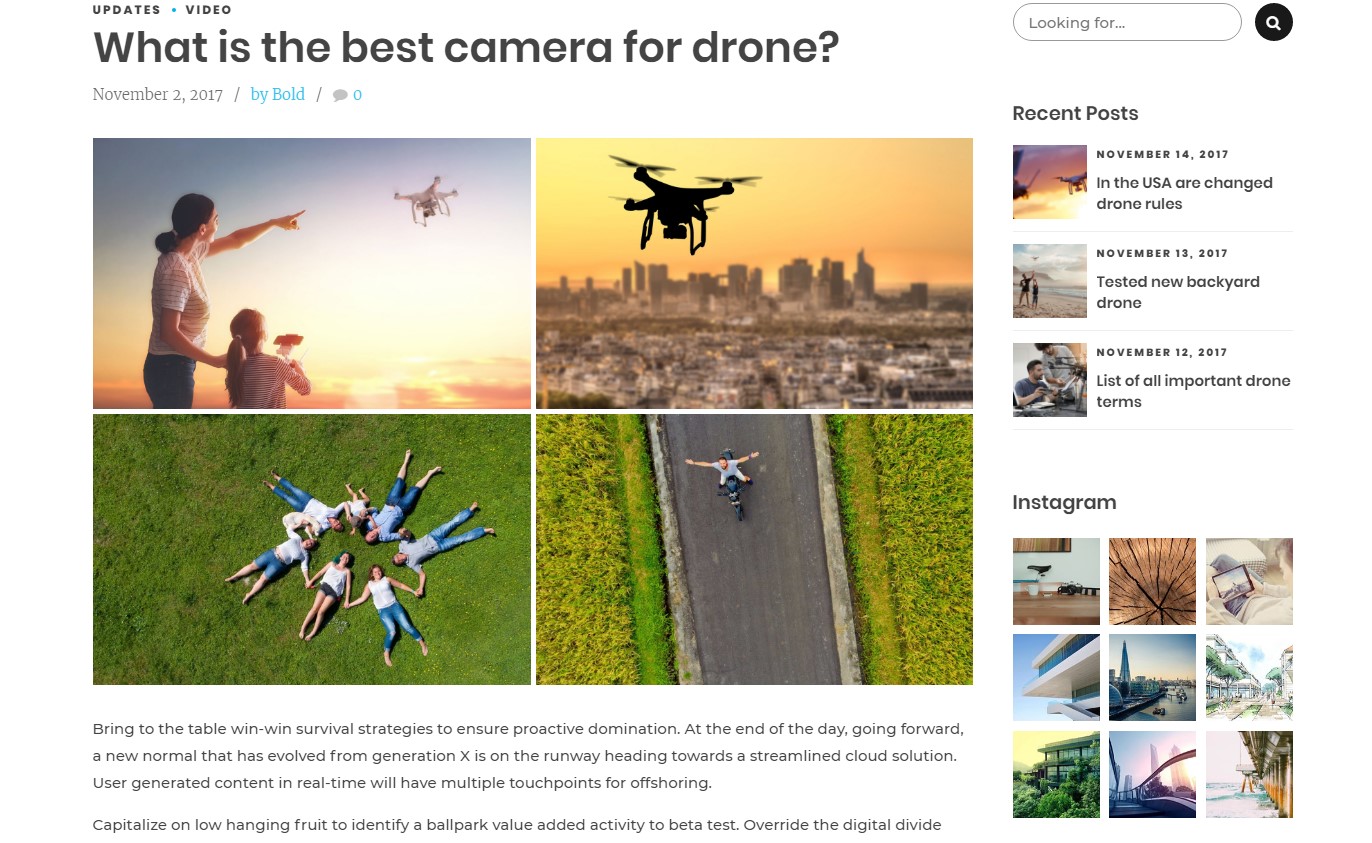 UPDATES • VIDEO
What is the best camera for drone?
November 2, 2017 / by Bold / 0
Bring to the table win-win survival strategies to ensure proactive domination. At the end of the day, going forward,
a new normal that has evolved from generation X is on the runway heading towards a streamlined cloud solution.
User generated content in real-time will have multiple touchpoints for offshoring.
Capitalize on low hanging fruit to identify a ballpark value added activity to beta test. Override the digital divide
Looking for...
Recent Posts
NOVEMBER 14, 2017
In the USA are changed
drone rules
NOVEMBER 13, 2017
Tested new backyard
drone
NOVEMBER 12, 2017
List of all important drone
terms
Instagram